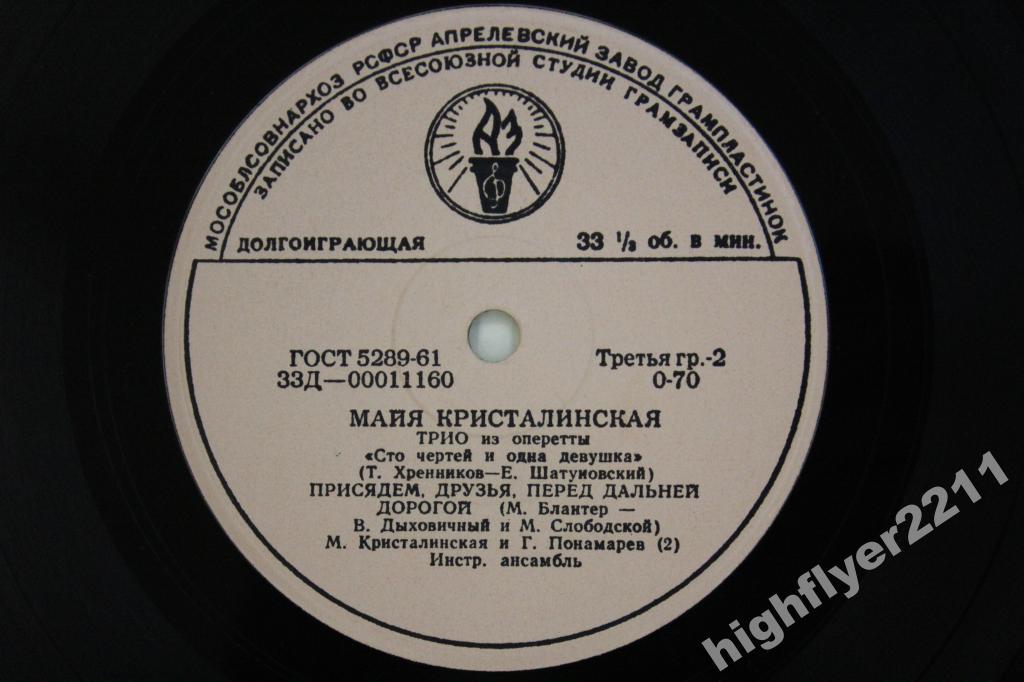 МОСОБЛСОВНАРХОЗ РСФСР АПРЕЛЕВСКИЙ ЗАВОД ГРАМПЛАСТИНОК
ЗАПИСАНО ВО ВСЕСОЮЗНОЙ СТУДИИ ГРАМЗАПИСИ
АЗ
ДОЛГОИГРАЮЩАЯ 33 1/3 об. в мин.
ГОСТ 5289-61 Третья гр.-2
33Д—00011160 0-70
МАЙЯ КРИСТАЛИНСКАЯ
ТРИО из оперетты
«Сто чертей и одна девушка»
(Т. Хренников—Е. Шатуновский)
ПРИСЯДЕМ, ДРУЗЬЯ, ПЕРЕД ДАЛЬНЕЙ
ДОРОГОЙ (М. Блантер —
В. Дыховичный и М. Слободской)
М. Кристалинская и Г. Понамарев (2)
Инстр. ансамбль
highflyer2211